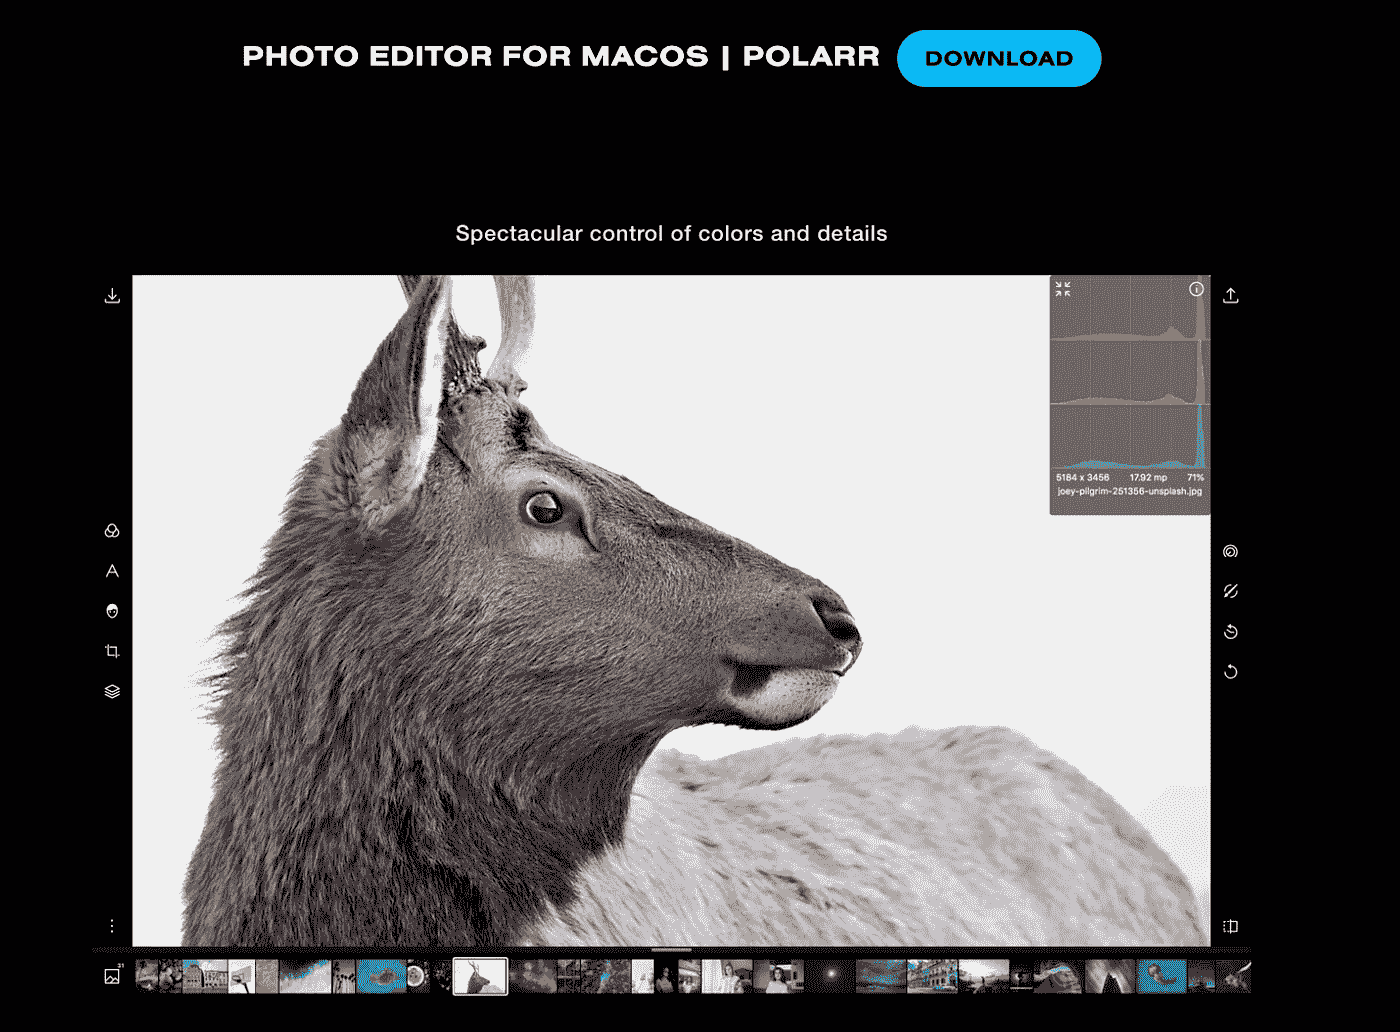 PHOTO EDITOR FOR MACOS | POLARR
DOWNLOAD
Spectacular control of colors and details
5184 x 3456 17.92 mp 71%
joey-pilgrim-251356-unsplash.jpg
31